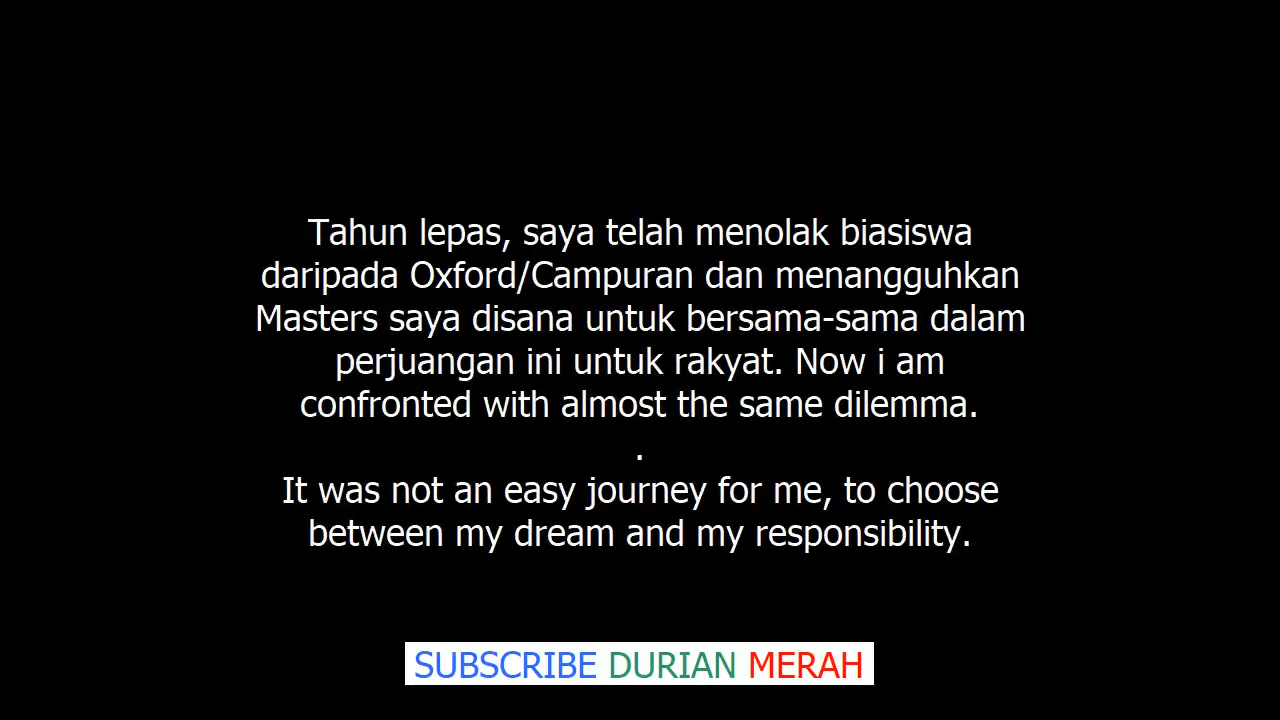 Tahun lepas, saya telah menolak biasiswa
daripada Oxford/Campuran dan menangguhkan
Masters saya disana untuk bersama-sama dalam
perjuangan ini untuk rakyat. Now i am
confronted with almost the same dilemma.
.
It was not an easy journey for me, to choose
between my dream and my responsibility.
SUBSCRIBE DURIAN MERAH